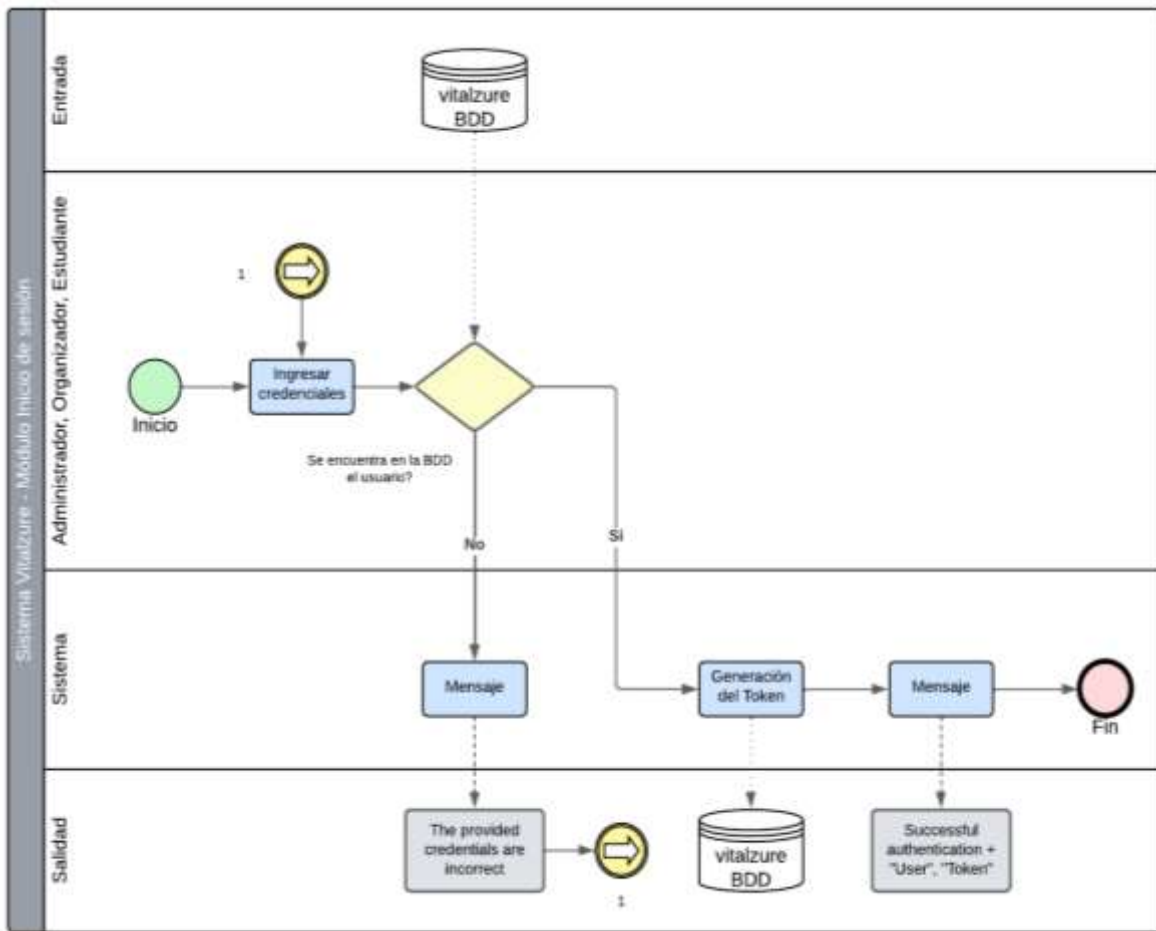 Sistema Vitalzure - Módulo Inicio de sesión
Entrada
vitalzure
BDD
Administrador, Organizador, Estudiante
1
Ingresar
credenciales
Inicio
Se encuentra en la BDD
el usuario?
No
Si
Sistema
Mensaje
Generación
del Token
Mensaje
Fin
Salidad
The provided
credentials are
incorrect
1
vitalzure
BDD
Successful
authentication +
"User", "Token"